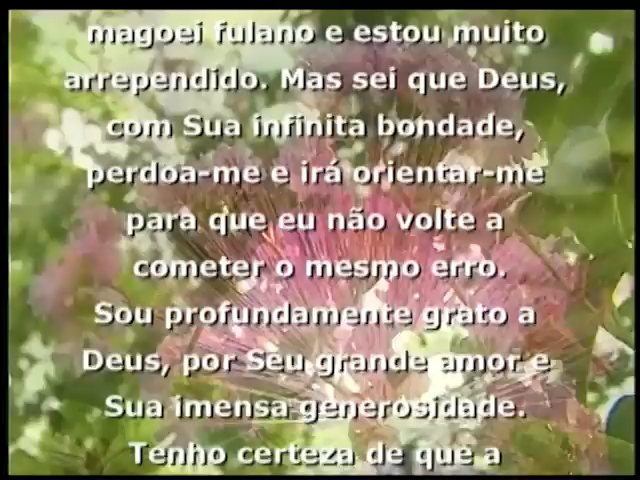 magoei fulano e estou muito
arrependido. Mas sei que Deus,
com Sua infinita bondade,
perdoa-me e irá orientar-me
para que eu não volte a
cometer o mesmo erro.
Sou profundamente grato a
Deus, por Seu grande amor e
Sua imensa generosidade.
Tenho certeza de que a